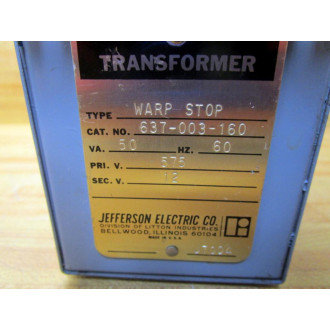 TRANSFORMER
TYPE WARP STOP
CAT. NO. 637-003-160
VA. 50 HZ. 60
PRI. V. 575
SEC. V. 12
JEFFERSON ELECTRIC CO.
DIVISION OF LITTON INDUSTRIES
BELLWOOD, ILLINOIS 60104
MADE IN U.S.A.